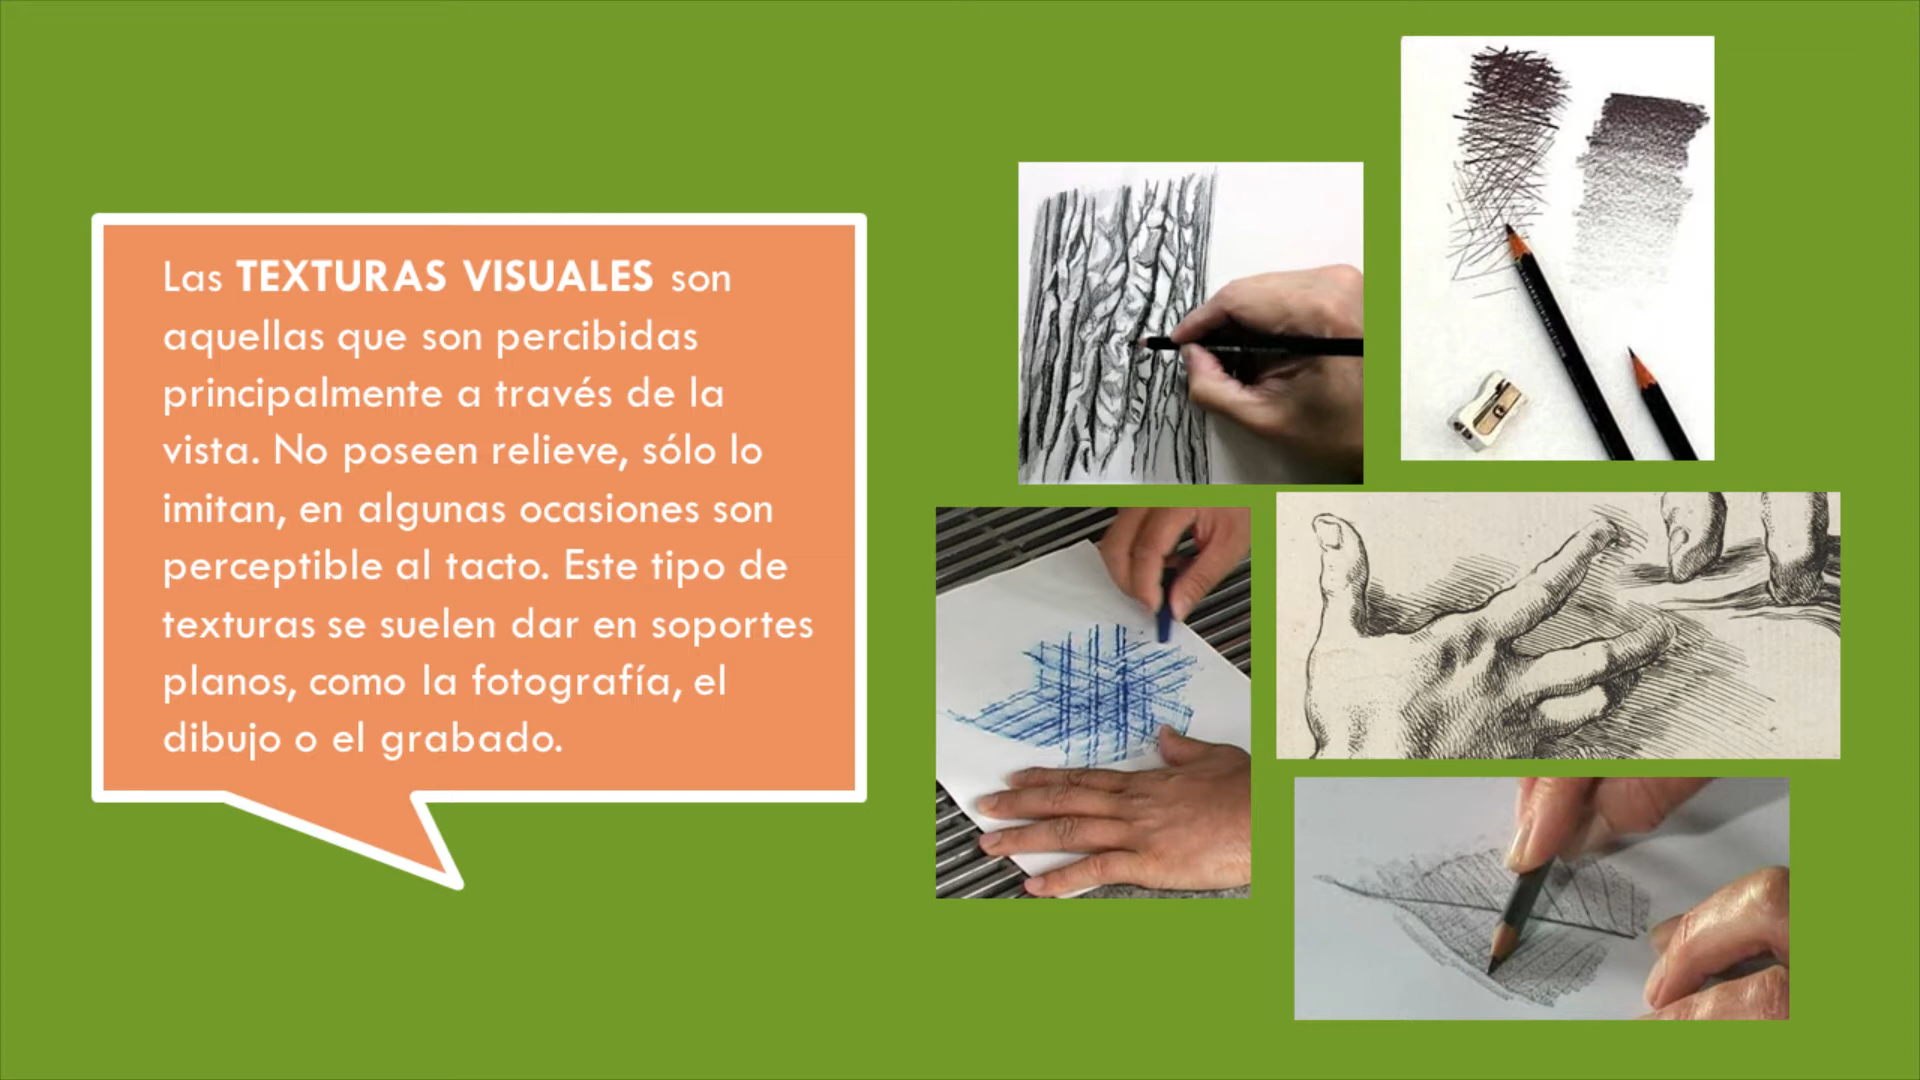 Las TEXTURAS VISUALES son
aquellas que son percibidas
principalmente a través de la
vista. No poseen relieve, sólo lo
imitan, en algunas ocasiones son
perceptible al tacto. Este tipo de
texturas se suelen dar en soportes
planos, como la fotografía, el
dibujo o el grabado.